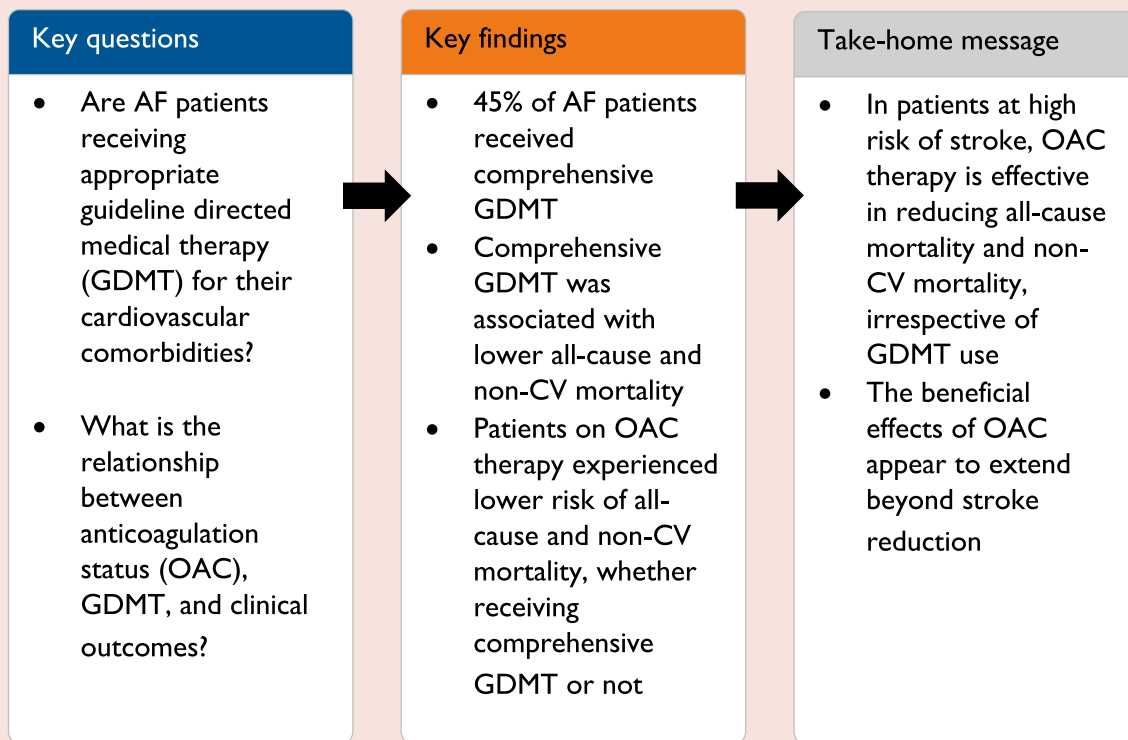 Key questions
• Are AF patients
receiving
appropriate
guideline directed
medical therapy
(GDMT) for their
cardiovascular
comorbidities?
• What is the
relationship
between
anticoagulation
status (OAC),
GDMT, and clinical
outcomes?
Key findings
• 45% of AF patients
received
comprehensive
GDMT
• Comprehensive
GDMT was
associated with
lower all-cause and
non-CV mortality
• Patients on OAC
therapy experienced
lower risk of all-
cause and non-CV
mortality, whether
receiving
comprehensive
GDMT or not
Take-home message
• In patients at high
risk of stroke, OAC
therapy is effective
in reducing all-cause
mortality and non-
CV mortality,
irrespective of
GDMT use
• The beneficial
effects of OAC
appear to extend
beyond stroke
reduction